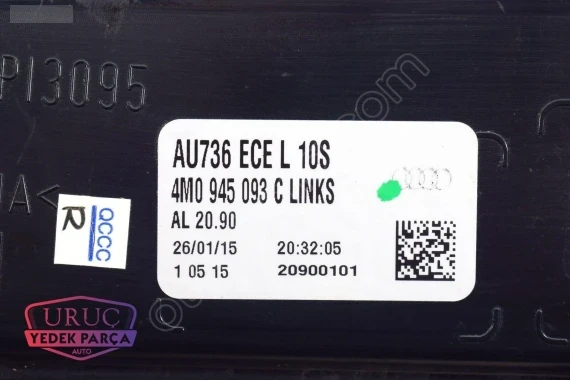 PI3095
AU736 ECE L 10S
4M0 945 093 C LINKS
AL 20.90
26/01/15 20:32:05
1 05 15 20900101
A<
QCCC
R
URUÇ
YEDEK PARÇA
AUTO